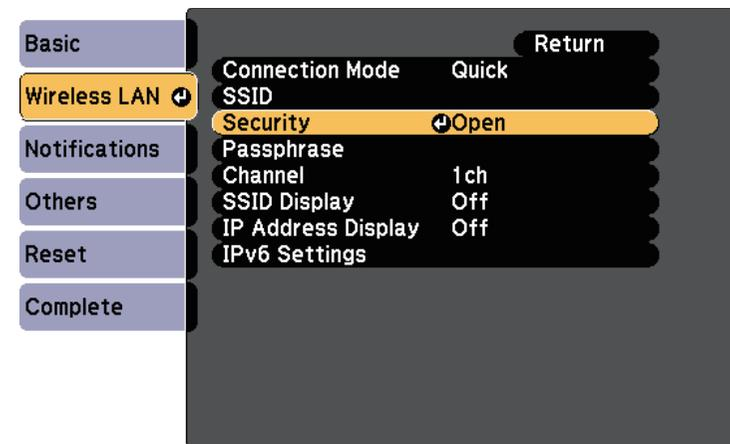 Basic
Wireless LAN
Notifications
Others
Reset
Complete
Return
Connection Mode Quick
SSID
Security Open
Passphrase
Channel 1ch
SSID Display Off
IP Address Display Off
IPv6 Settings